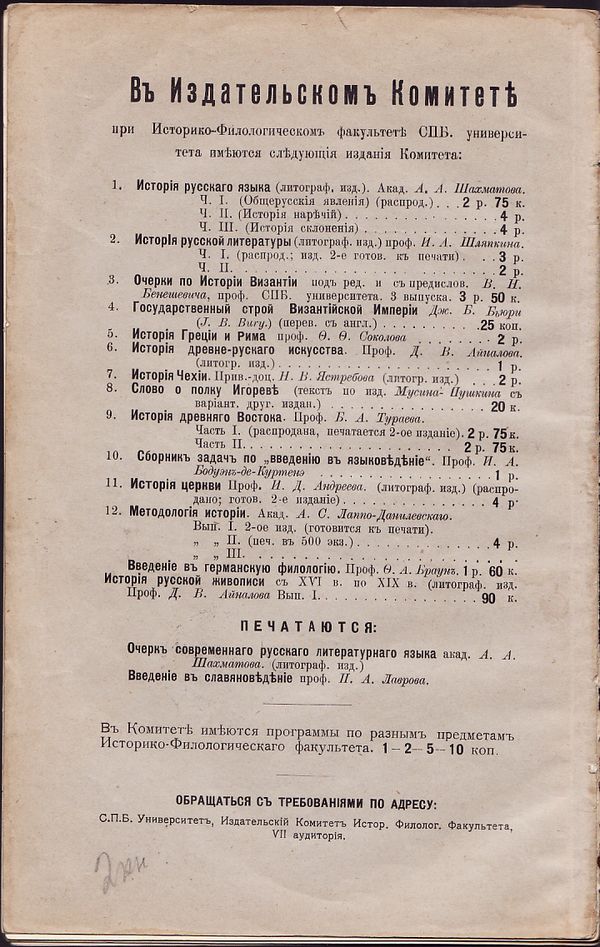 Въ Издательскомъ Комитетѣ
при Историко-Филологическомъ факультетѣ СПБ. универси-
тета имѣются слѣдующія изданія Комитета:
1. Исторія русскаго языка (литограф. изд.). Акад. А. А. Шахматова.
Ч. I. (Общерусскія явленія) (распрод.). . . 2 р. 75 к.
Ч. II. (Исторія нарѣчій) . . . . . . . . . . . . 4 р.
Ч. III. (Исторія склоненія) . . . . . . . . . . . 4 р.
2. Исторія русской литературы (литограф. изд.) проф. И. А. Шляпкина.
Ч. I. (распрод.; изд. 2-е готов. къ печати) . . . 3 р.
Ч. II. . . . . . . . . . . . . . . . . . . . . 2 р.
3. Очерки по Исторіи Византіи подъ ред. и съ предислов. В. Н.
Бенешевича, проф. СПБ. университета. 3 выпуска. 3 р. 50 к.
4. Государственный строй Византійской Имперіи Дж. Б. Бьюри
(J. B. Bury.) (перев. съ англ.) . . . . . . . . . 25 коп.
5. Исторія Греціи и Рима проф. Ѳ. Ѳ. Соколова . . . . . . . 2 р.
6. Исторія древне-рускаго искусства. Проф. Д. В. Айналова.
(литогр. изд.) . . . . . . . . . . . . . . . . . 1 р.
7. Исторія Чехіи. Прив.-доц. Н. В. Ястребова (литогр. изд.) . . . 2 р.
8. Слово о полку Игоревѣ (текстъ по изд. Мусина-Пушкина съ
варіант. друг. издан.) . . . . . . . . . . . . . 20 к.
9. Исторія древняго Востока. Проф. Б. А. Тураева.
Часть I. (распродана, печатается 2-ое изданіе). 2 р. 75 к.
Часть II. . . . . . . . . . . . . . . . . . 2 р. 75 к.
10. Сборникъ задачъ по „введенію въ языковѣдѣніе“. Проф. И. А.
Бодуэнъ-де-Куртенэ . . . . . . . . . . . . . . 1 р.
11. Исторія церкви Проф. И. Д. Андреева. (литограф. изд.) (распро-
дано; готов. 2-е изданіе) . . . . . . . . . . . . 4 р.
12. Методологія исторіи. Акад. А. С. Лаппо-Данилевскаго.
Вып. I. 2-ое изд. (готовится къ печати).
„ „ II. (печ. въ 500 экз.) . . . . . . . . . . . 4 р.
„ „ III. . . . . . . . . . . . . . . . . . . .
Введеніе въ германскую филологію. Проф. Ѳ. А. Браунъ. 1 р. 60 к.
Исторія русской живописи съ XVI в. по XIX в. (литограф. изд.
Проф. Д. В. Айналова Вып. I. . . . . . . . . . . . . 90 к.
ПЕЧАТАЮТСЯ:
Очеркъ современнаго русскаго литературнаго языка акад. А. А.
Шахматова. (литограф. изд.)
Введеніе въ славяновѣдѣніе проф. П. А. Лаврова.
Въ Комитетѣ имѣются программы по разнымъ предметамъ
Историко-Филологическаго факультета. 1—2—5—10 коп.
ОБРАЩАТЬСЯ СЪ ТРЕБОВАНІЯМИ ПО АДРЕСУ:
С.П.Б. Университетъ, Издательскій Комитетъ Истор. Филолог. Факультета,
VII аудиторія.